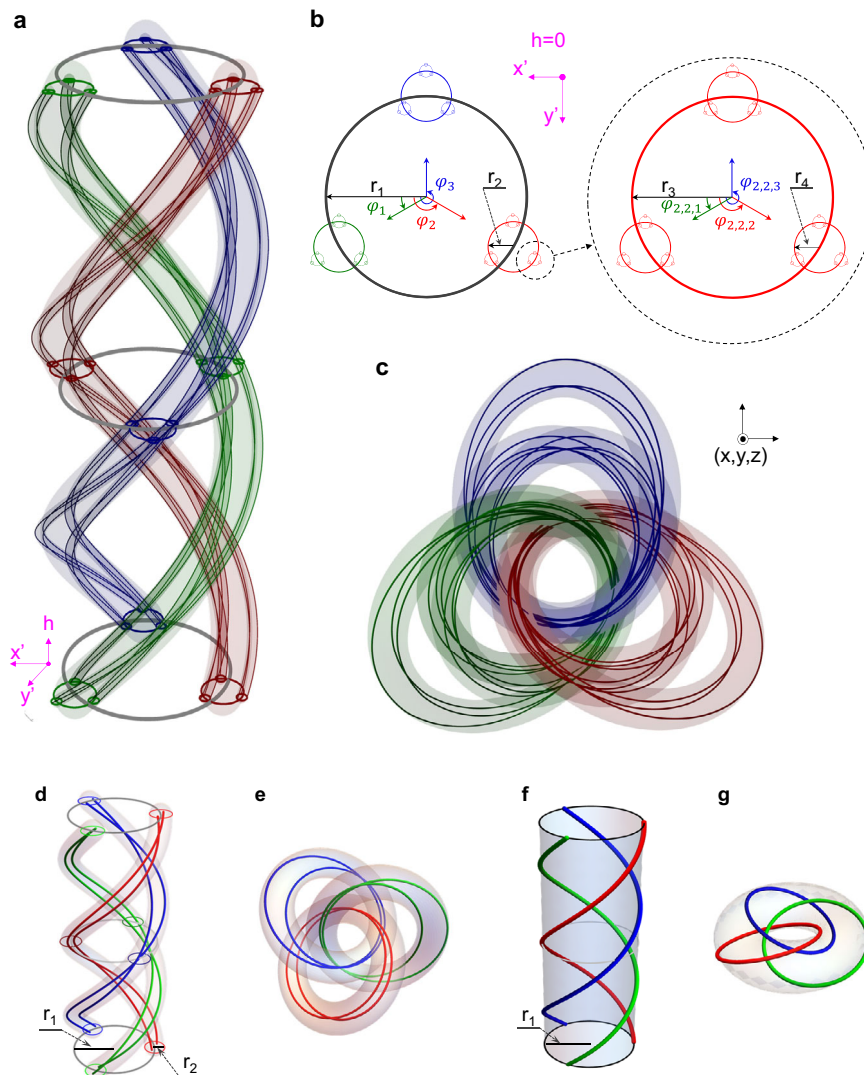 a
b
h=0
x'
y'
r₁
r₂
φ₃
φ₁
φ₂
r₃
r₄
φ₂,₂,₃
φ₂,₂,₁
φ₂,₂,₂
c
(x,y,z)
h
x'
y'
d
e
f
g
r₁
r₂
r₁